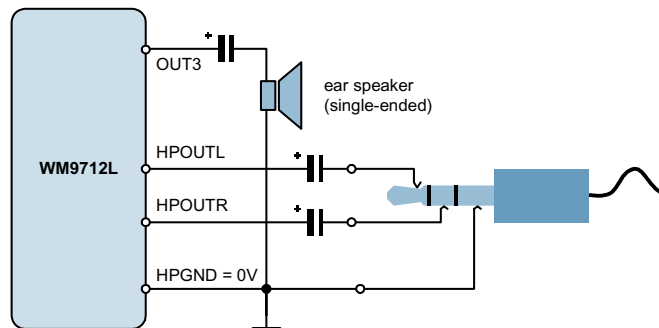 OUT3
ear speaker
(single-ended)
HPOUTL
WM9712L
HPOUTR
HPGND = 0V
+
+
+